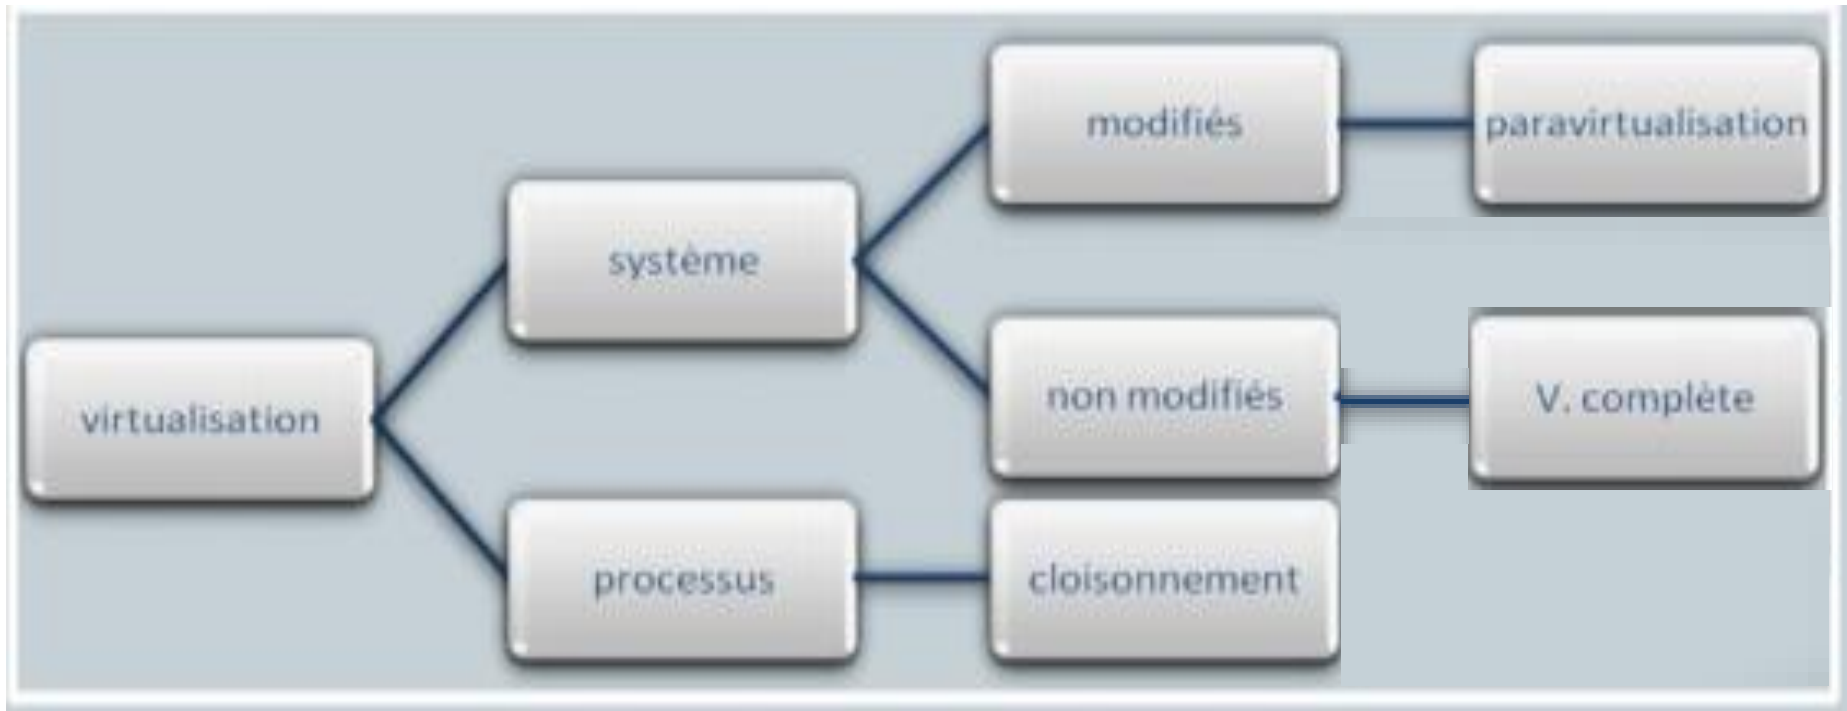 modifiés
paravirtualisation
système
virtualisation
non modifiés
V. complète
processus
cloisonnement